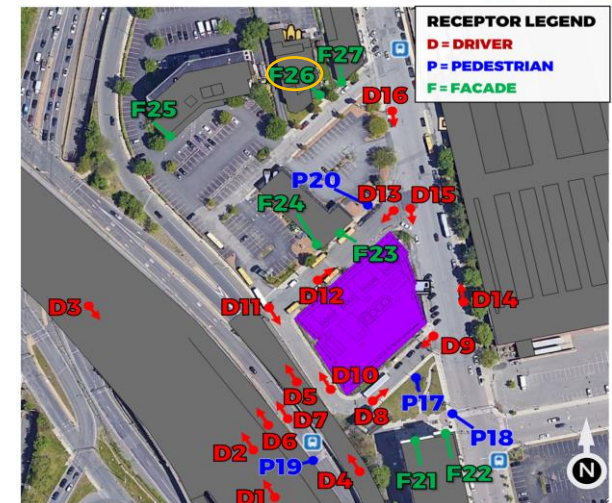 RECEPTOR LEGEND
D = DRIVER
P = PEDESTRIAN
F = FACADE
F27
F26
D16
F25
P20
D13
D15
F24
F23
D12
D3
D11
D14
D9
D5
D10
D7
D8
P17
D6
P18
D2
P19
D4
F21
F22
D1
N